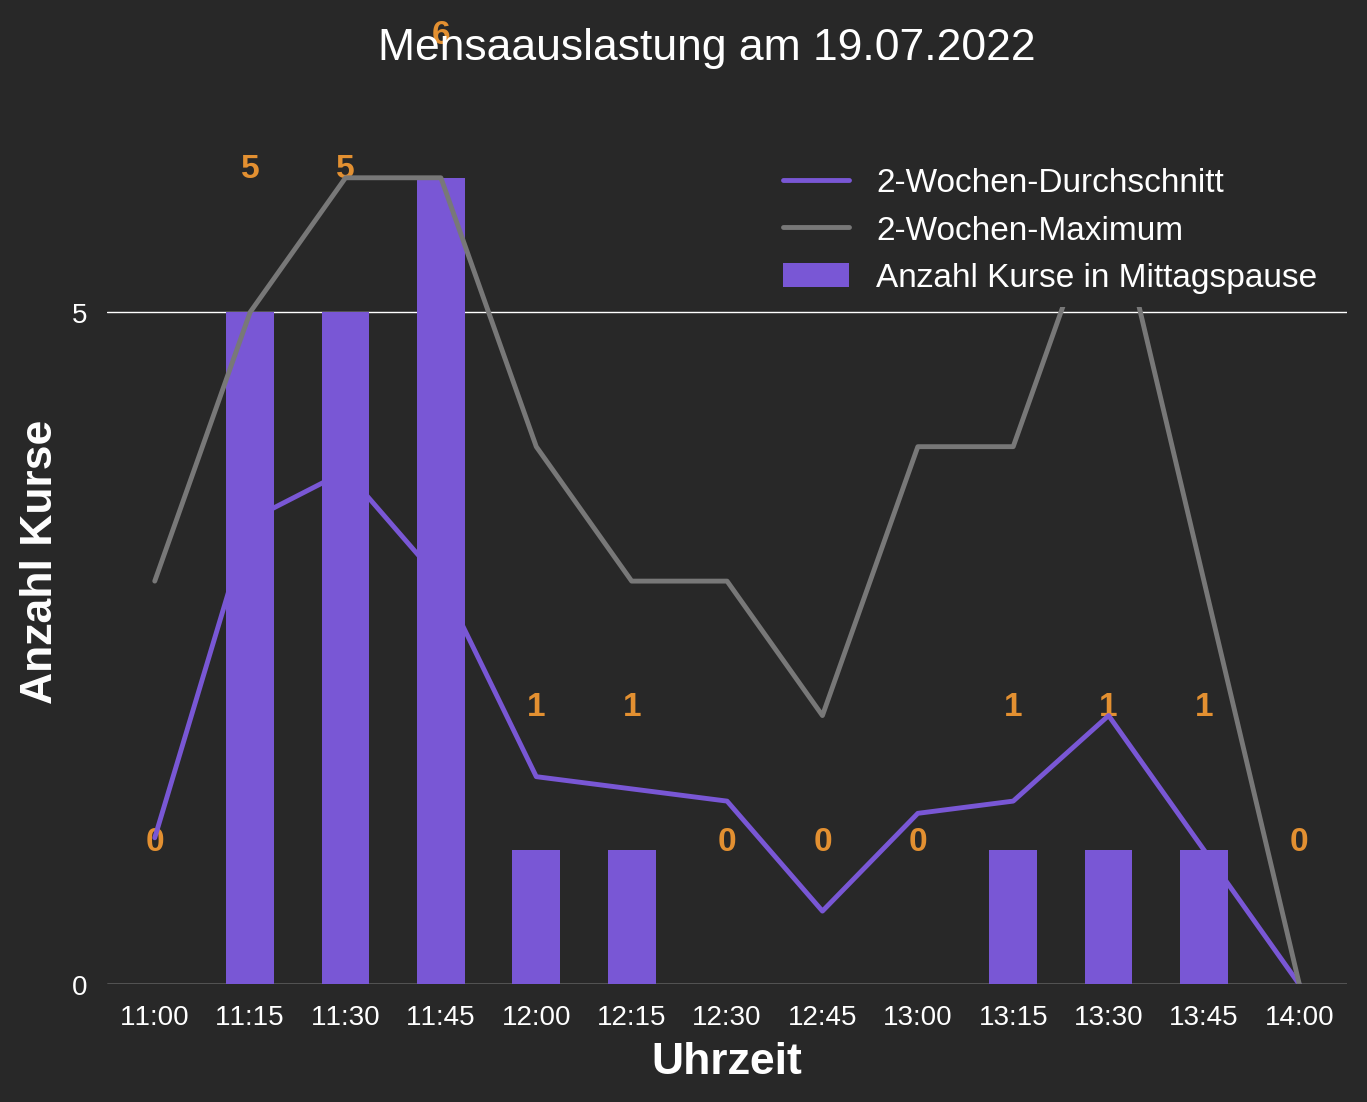 Mensaauslastung am 19.07.2022
6
5 5
2-Wochen-Durchschnitt
2-Wochen-Maximum
Anzahl Kurse in Mittagspause
5
Anzahl Kurse
1 1 1 1 1
0 0 0 0 0
0
11:00 11:15 11:30 11:45 12:00 12:15 12:30 12:45 13:00 13:15 13:30 13:45 14:00
Uhrzeit